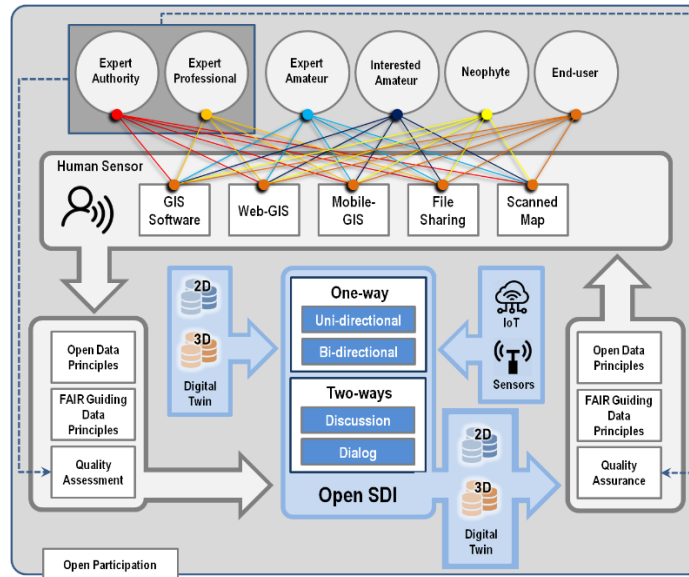 Expert
Authority
Expert
Professional
Expert
Amateur
Interested
Amateur
Neophyte
End-user
Human Sensor
GIS
Software
Web-GIS
Mobile-
GIS
File
Sharing
Scanned
Map
Open Data
Principles
FAIR Guiding
Data
Principles
Quality
Assessment
2D
3D
Digital
Twin
One-way
Uni-directional
Bi-directional
Two-ways
Discussion
Dialog
Open SDI
IoT
Sensors
2D
3D
Digital
Twin
Open Data
Principles
FAIR Guiding
Data
Principles
Quality
Assurance
Open Participation